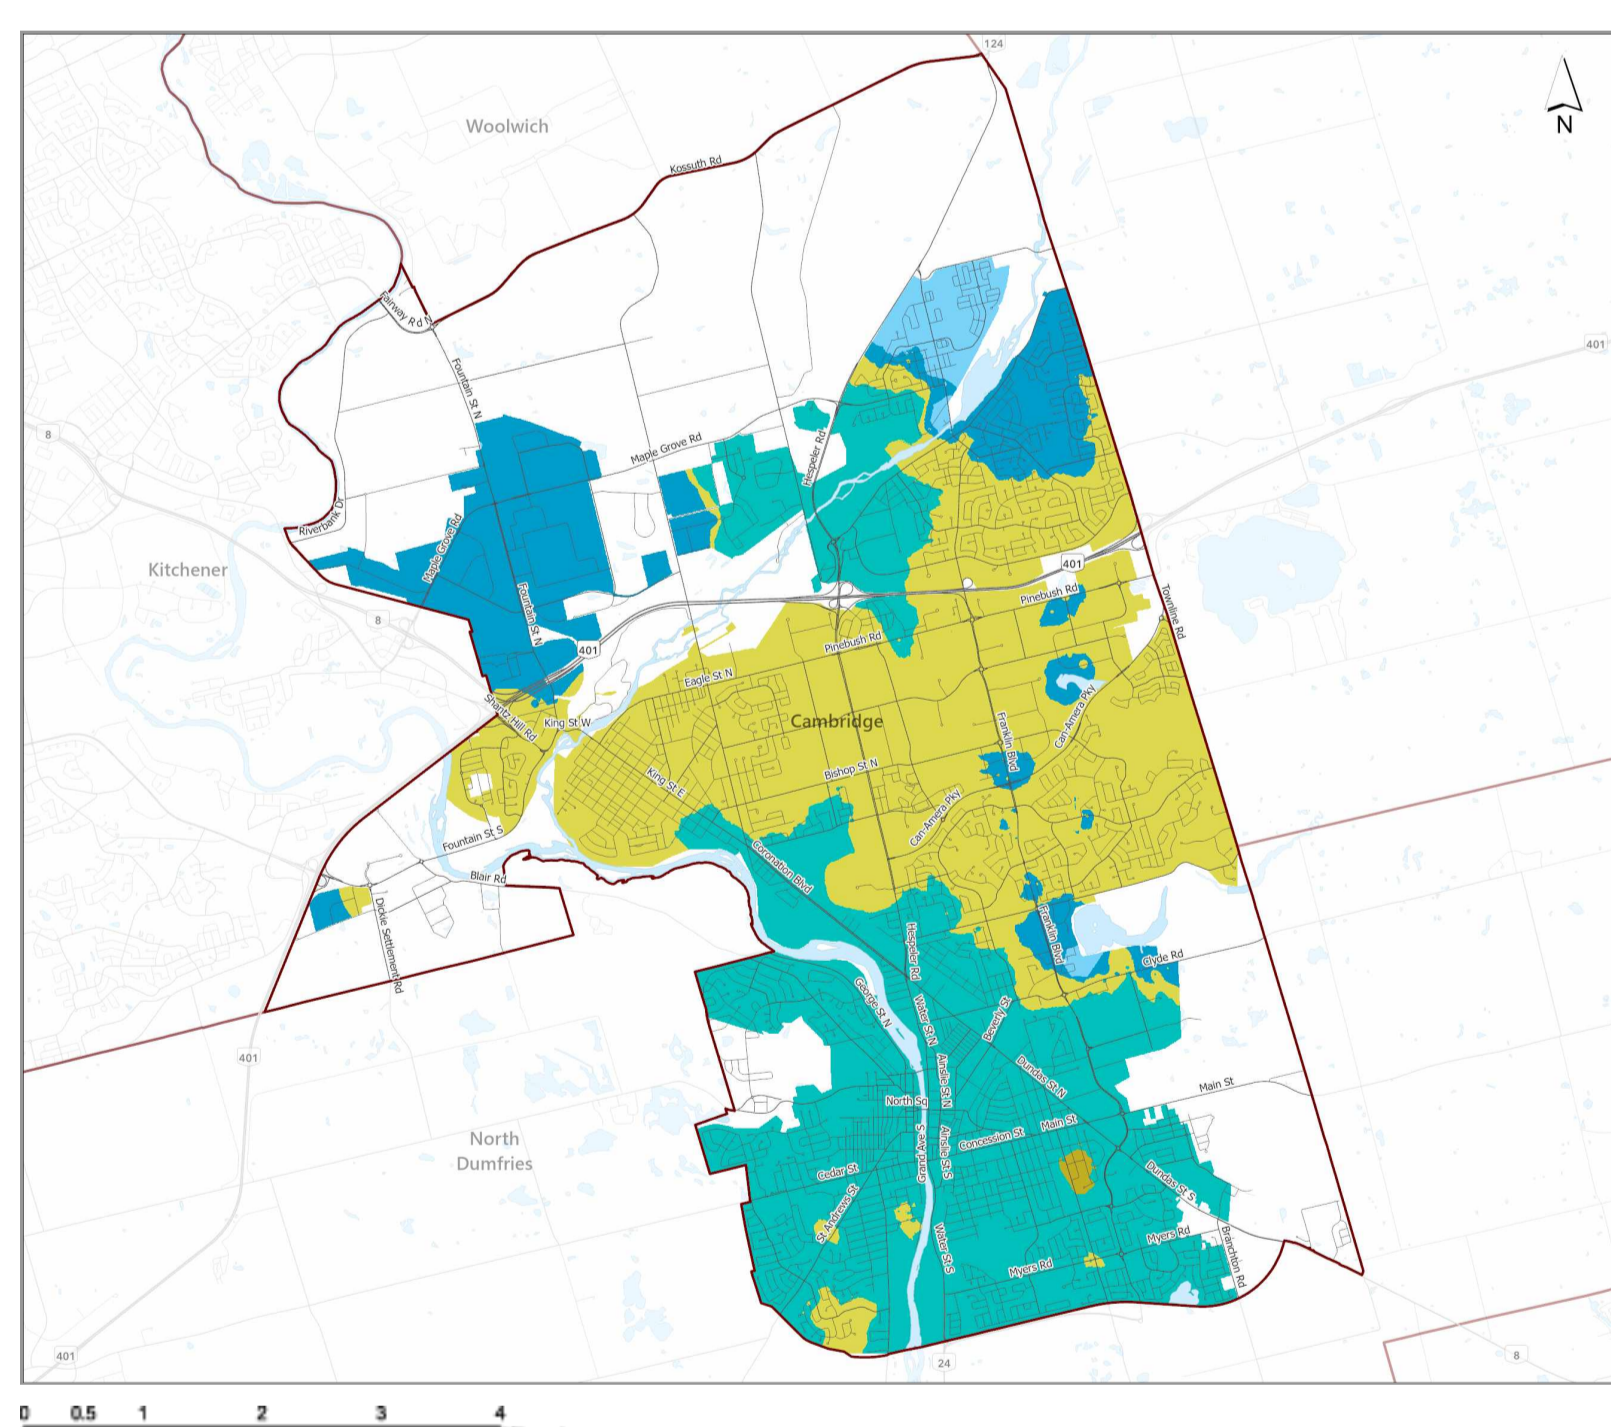 124
Woolwich
N
Kossuth Rd
Fairway Rd N
401
Fountain St N
8
Maple Grove Rd
Hespeler Rd
Riverbank Dr
Maple Grove Rd
401
Kitchener
Fountain St N
Pinebush Rd
Townline Rd
8
401
Pinebush Rd
Eagle St N
Shantz Hill Rd
King St W
Cambridge
Can-Amera Pky
Franklin Blvd
King St E
Bishop St N
Can-Amera Pky
Fountain St S
Coronation Blvd
Blair Rd
Dickie Settlement Rd
Hespeler Rd
Franklin Blvd
Clyde Rd
George St N
Water St N
Beverly St
401
Ainslie St N
Dundas St N
Main St
North Sq
Main St
North
Dumfries
Grand Ave S
Ainslie St S
Concession St
Cedar St
Dundas St S
St Andrews St
Water St S
Myers Rd
Myers Rd
Branchton Rd
401
24
8
0 0.5 1 2 3 4